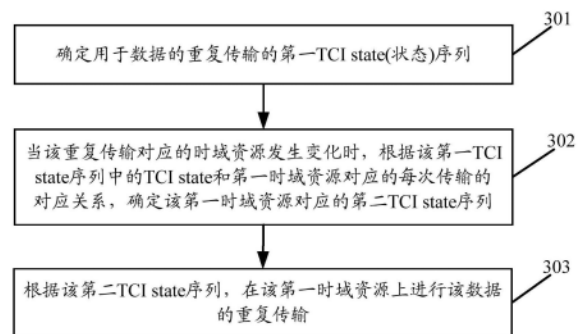 301
确定用于数据的重复传输的第一TCI state(状态)序列
302
当该重复传输对应的时域资源发生变化时，根据该第一TCI
state序列中的TCI state和第一时域资源对应的每次传输的
对应关系，确定该第一时域资源对应的第二TCI state序列
303
根据该第二TCI state序列，在该第一时域资源上进行该数据
的重复传输